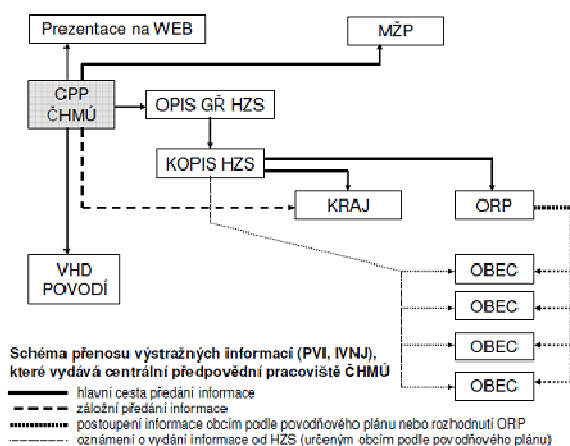 Prezentace na WEB
MŽP
CPP
ČHMÚ
OPIS GŘ HZS
KOPIS HZS
KRAJ
ORP
VHD
POVODÍ
OBEC
OBEC
OBEC
OBEC
Schéma přenosu výstražných informací (PVI, IVNJ),
které vydává centrální předpovědní pracoviště ČHMÚ
hlavní cesta předání informace
záložní předání informace
postoupení informace obcím podle povodňového plánu nebo rozhodnutí ORP
oznámení o vydání informace od HZS (určeným obcím podle povodňového plánu)